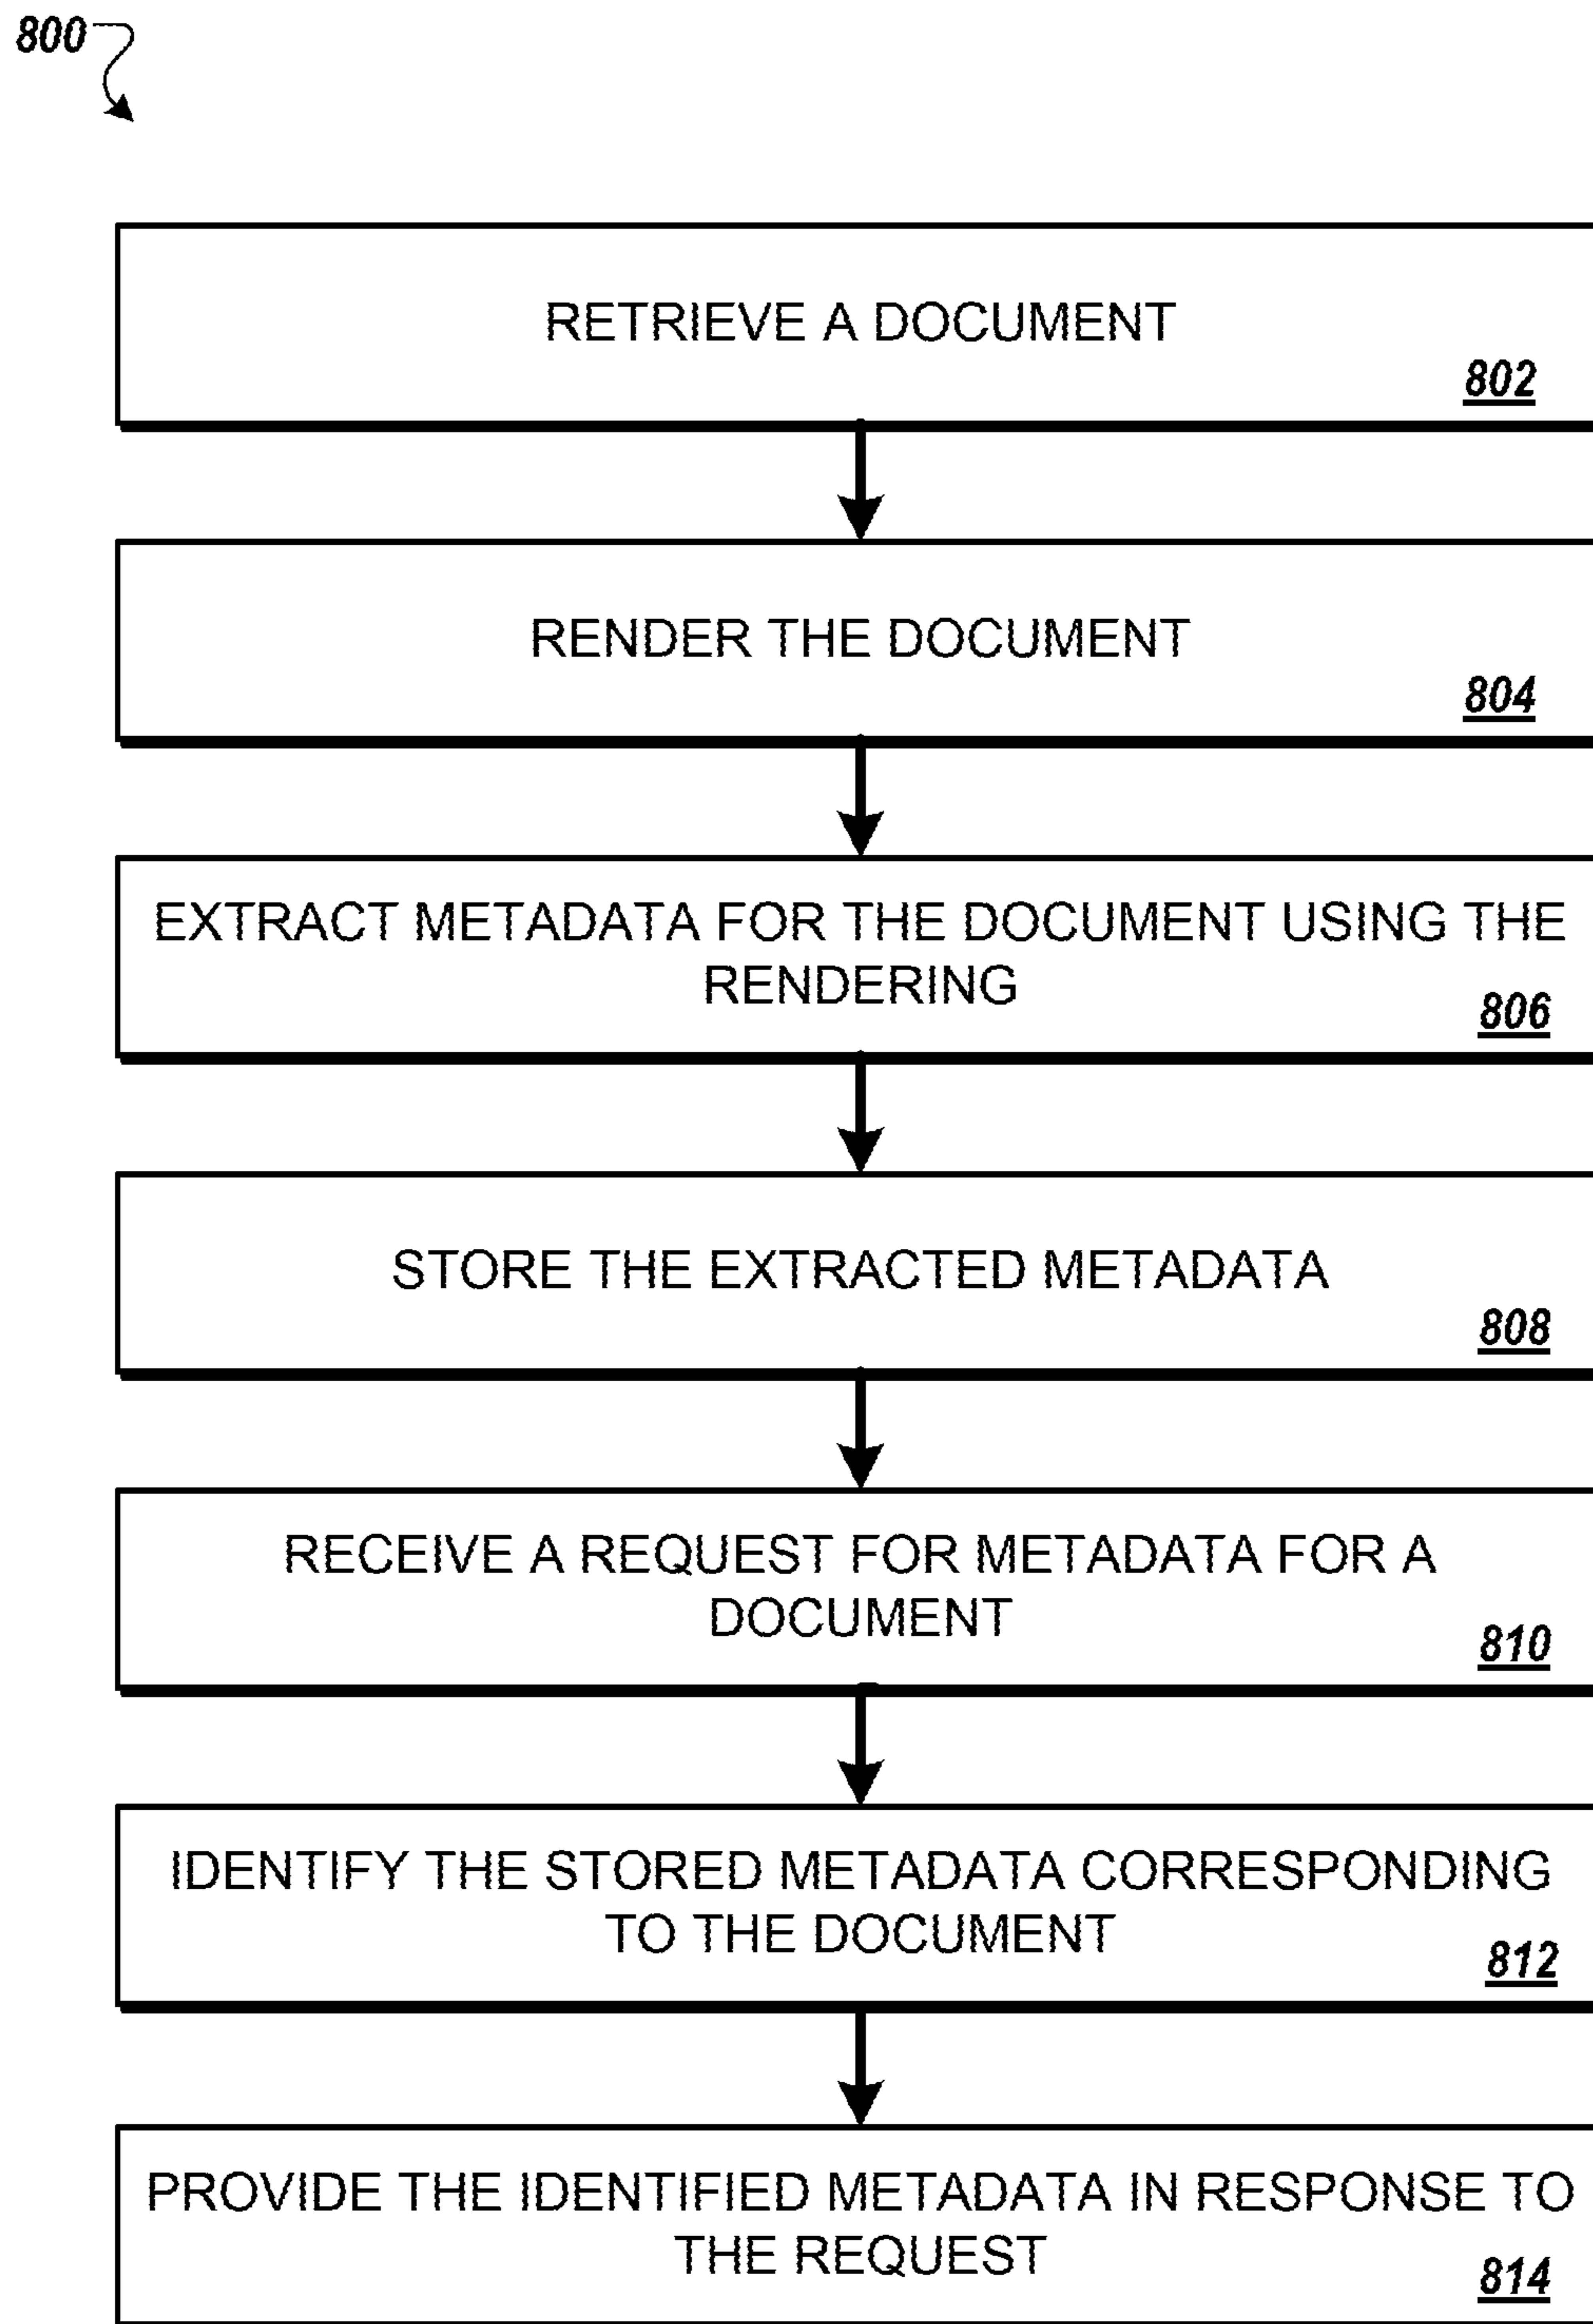 800
RETRIEVE A DOCUMENT
802
RENDER THE DOCUMENT
804
EXTRACT METADATA FOR THE DOCUMENT USING THE
RENDERING
806
STORE THE EXTRACTED METADATA
808
RECEIVE A REQUEST FOR METADATA FOR A
DOCUMENT
810
IDENTIFY THE STORED METADATA CORRESPONDING
TO THE DOCUMENT
812
PROVIDE THE IDENTIFIED METADATA IN RESPONSE TO
THE REQUEST
814